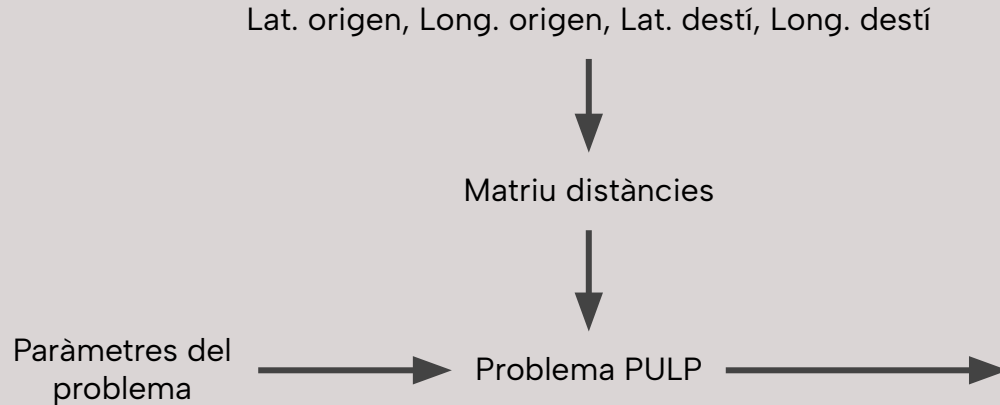 Lat. origen, Long. origen, Lat. destí, Long. destí
Matriu distàncies
Paràmetres del
problema
Problema PULP